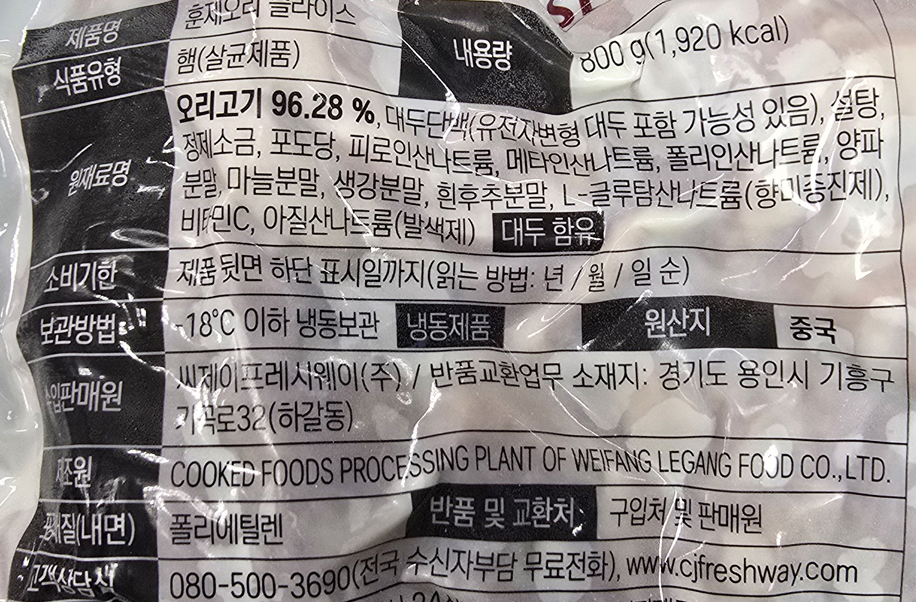 제품명 훈제오리 슬라이스
내용량 800 g(1,920 kcal)
식품유형 햄(살균제품)
원재료명 오리고기 96.28 %, 대두단백(유전자변형 대두 포함 가능성 있음), 설탕,
정제소금, 포도당, 피로인산나트륨, 메타인산나트륨, 폴리인산나트륨, 양파
분말, 마늘분말, 생강분말, 흰후추분말, L-글루탐산나트륨(향미증진제),
비타민C, 아질산나트륨(발색제) 대두 함유
소비기한 제품 뒷면 하단 표시일까지(읽는 방법: 년 / 월 / 일 순)
보관방법 -18℃ 이하 냉동보관 냉동제품 원산지 중국
수입판매원 씨제이프레시웨이(주) / 반품교환업무 소재지: 경기도 용인시 기흥구
기곡로32(하갈동)
제조원 COOKED FOODS PROCESSING PLANT OF WEIFANG LEGANG FOOD CO.,LTD.
재질(내면) 폴리에틸렌 반품 및 교환처 구입처 및 판매원
고객상담실 080-500-3690(전국 수신자부담 무료전화), www.cjfreshway.com